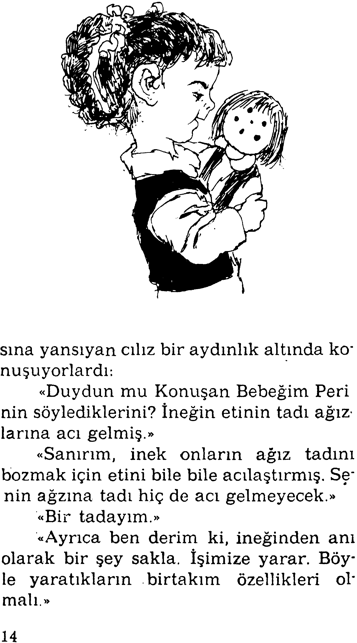 sına yansıyan cılız bir aydınlık altında ko-
nuşuyorlardı:
«Duydun mu Konuşan Bebeğim Peri
nin söylediklerini? İneğin etinin tadı ağız-
larına acı gelmiş.»
«Sanırım, inek onların ağız tadını
bozmak için etini bile bile acılaştırmış. Se-
nin ağzına tadı hiç de acı gelmeyecek.»
«Bir tadayım.»
«Ayrıca ben derim ki, ineğinden anı
olarak bir şey sakla. İşimize yarar. Böy-
le yaratıkların birtakım özellikleri ol-
malı.»
14